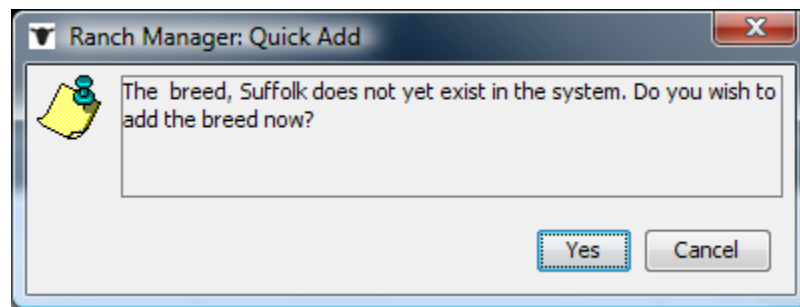 Ranch Manager: Quick Add
The  breed, Suffolk does not yet exist in the system. Do you wish to
add the breed now?
Yes
Cancel